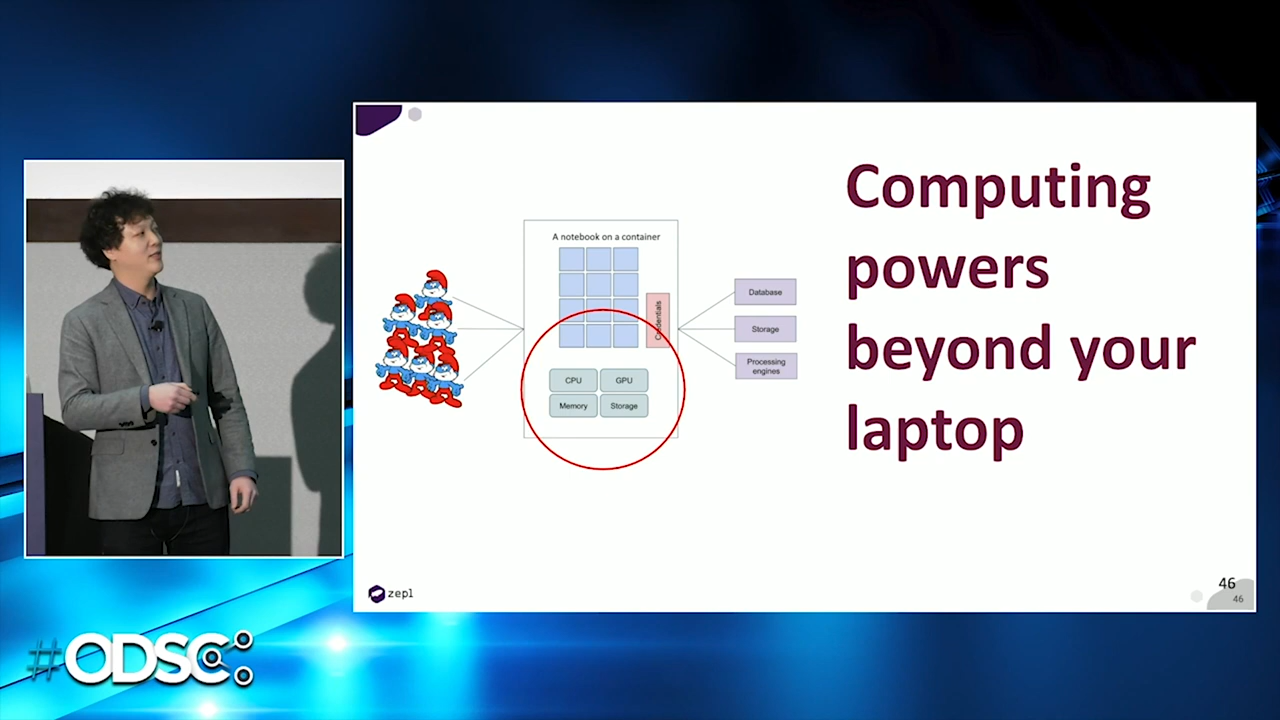 Computing
powers
beyond your
laptop
A notebook on a container
Credentials
CPU
GPU
Memory
Storage
Database
Storage
Processing
engines
zepl
46
46
#ODSC